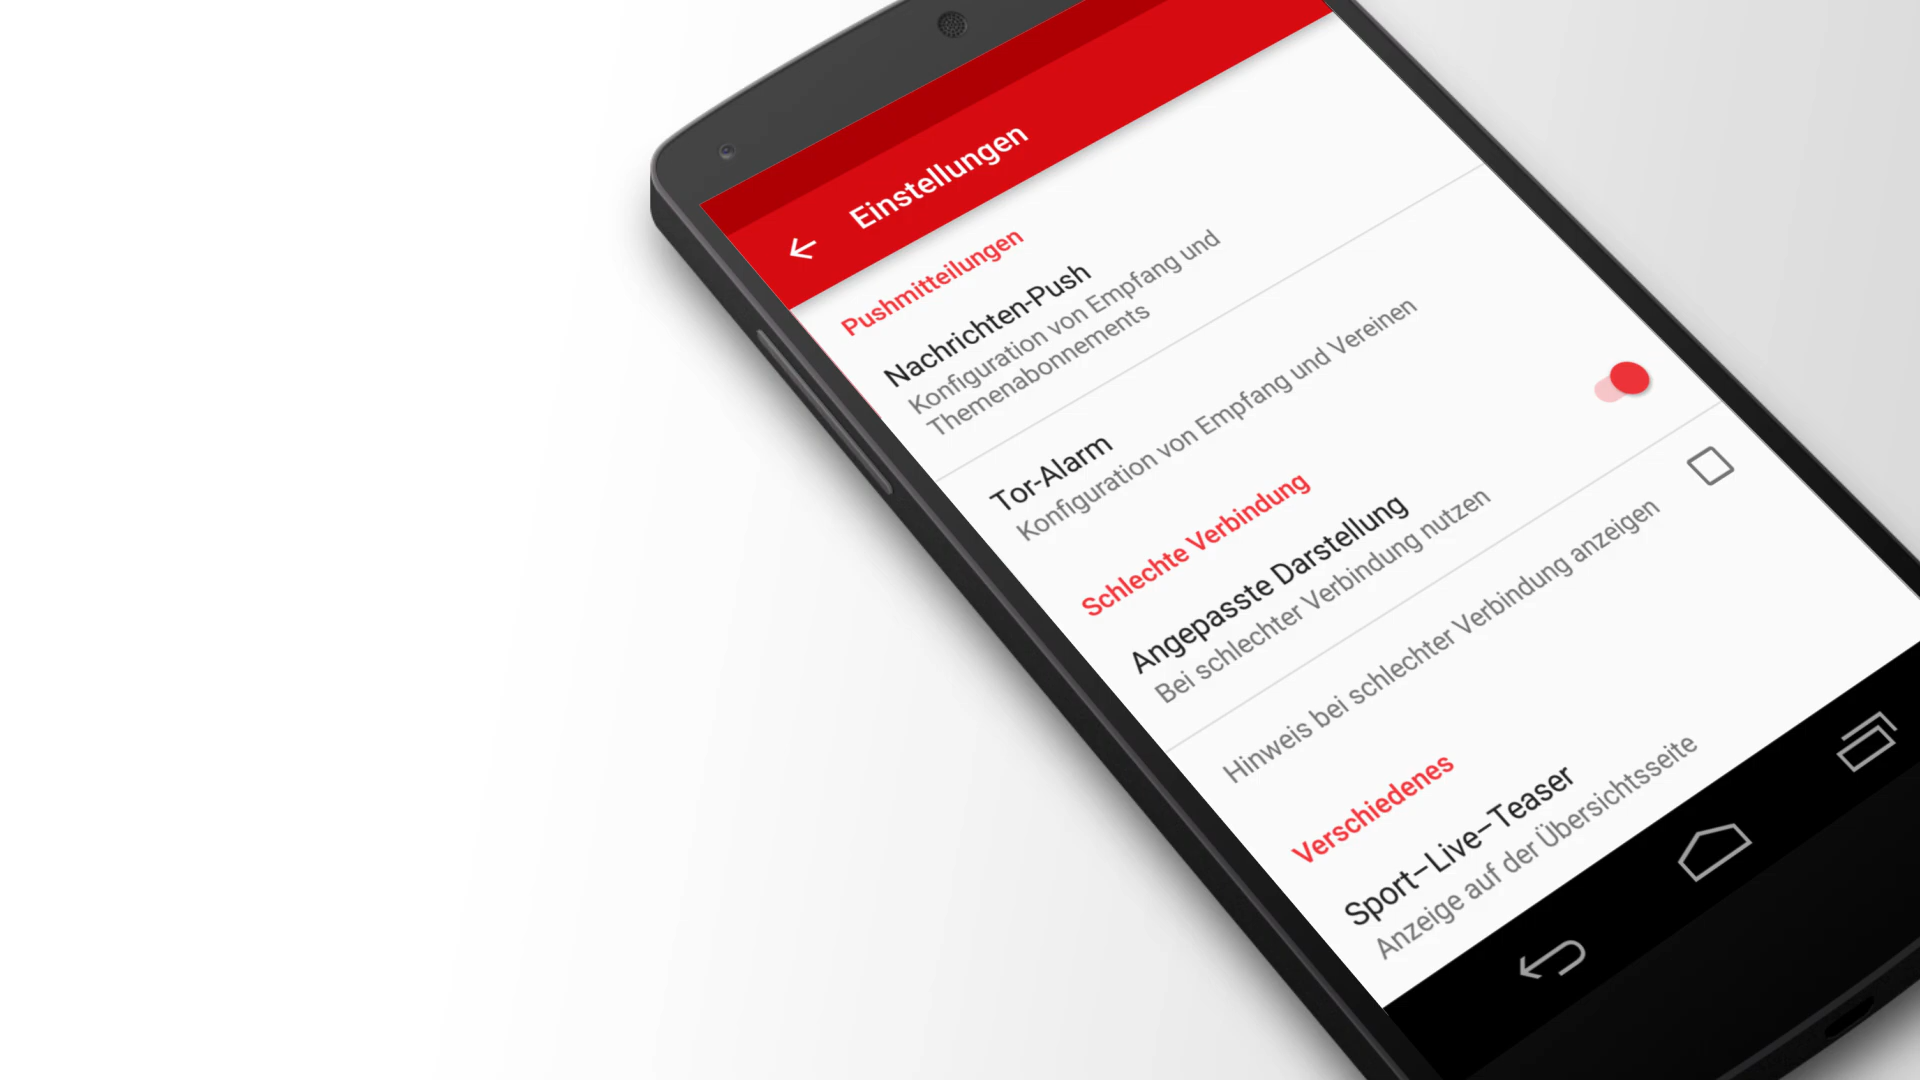 Einstellungen
Pushmitteilungen
Nachrichten-Push
Konfiguration von Empfang und
Themenabonnements
Tor-Alarm
Konfiguration von Empfang und Vereinen
Schlechte Verbindung
Angepasste Darstellung
Bei schlechter Verbindung nutzen
Hinweis bei schlechter Verbindung anzeigen
Verschiedenes
Sport–Live–Teaser
Anzeige auf der Übersichtsseite